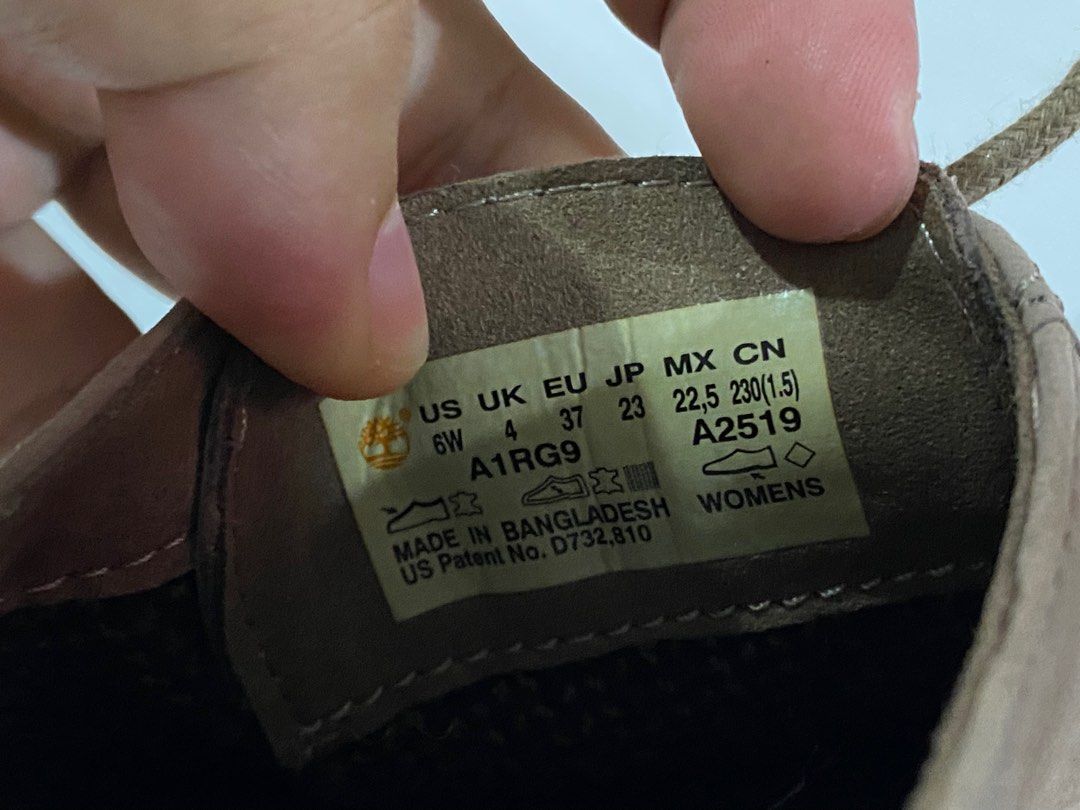 US UK EU JP MX CN
6W 4 37 23 22,5 230(1.5)
A1RG9 A2519
WOMENS
MADE IN BANGLADESH
US Patent No. D732,810